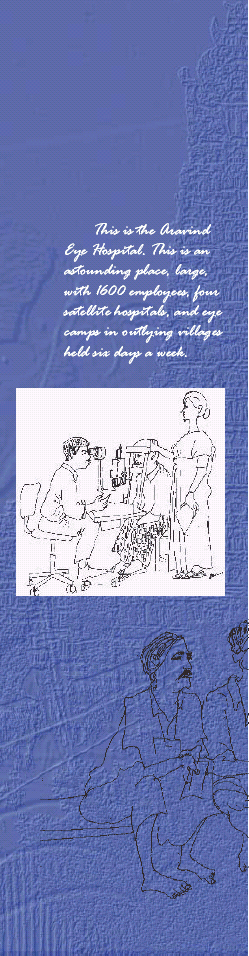 This is the Aravind
Eye Hospital. This is an
astounding place, large,
with 1600 employees, four
satellite hospitals, and eye
camps in outlying villages
held six days a week.